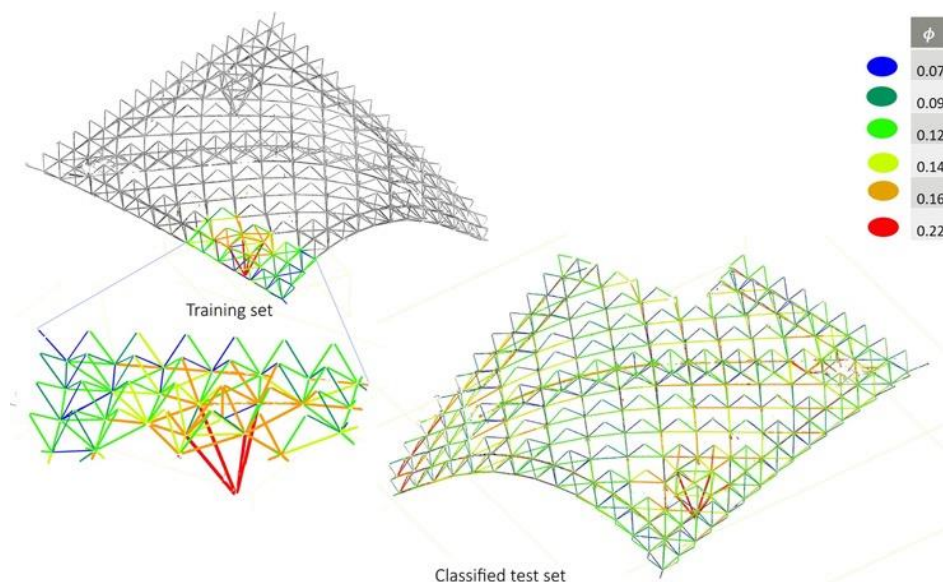 ϕ
0.07
0.09
0.12
0.14
0.16
0.22
Training set
Classified test set